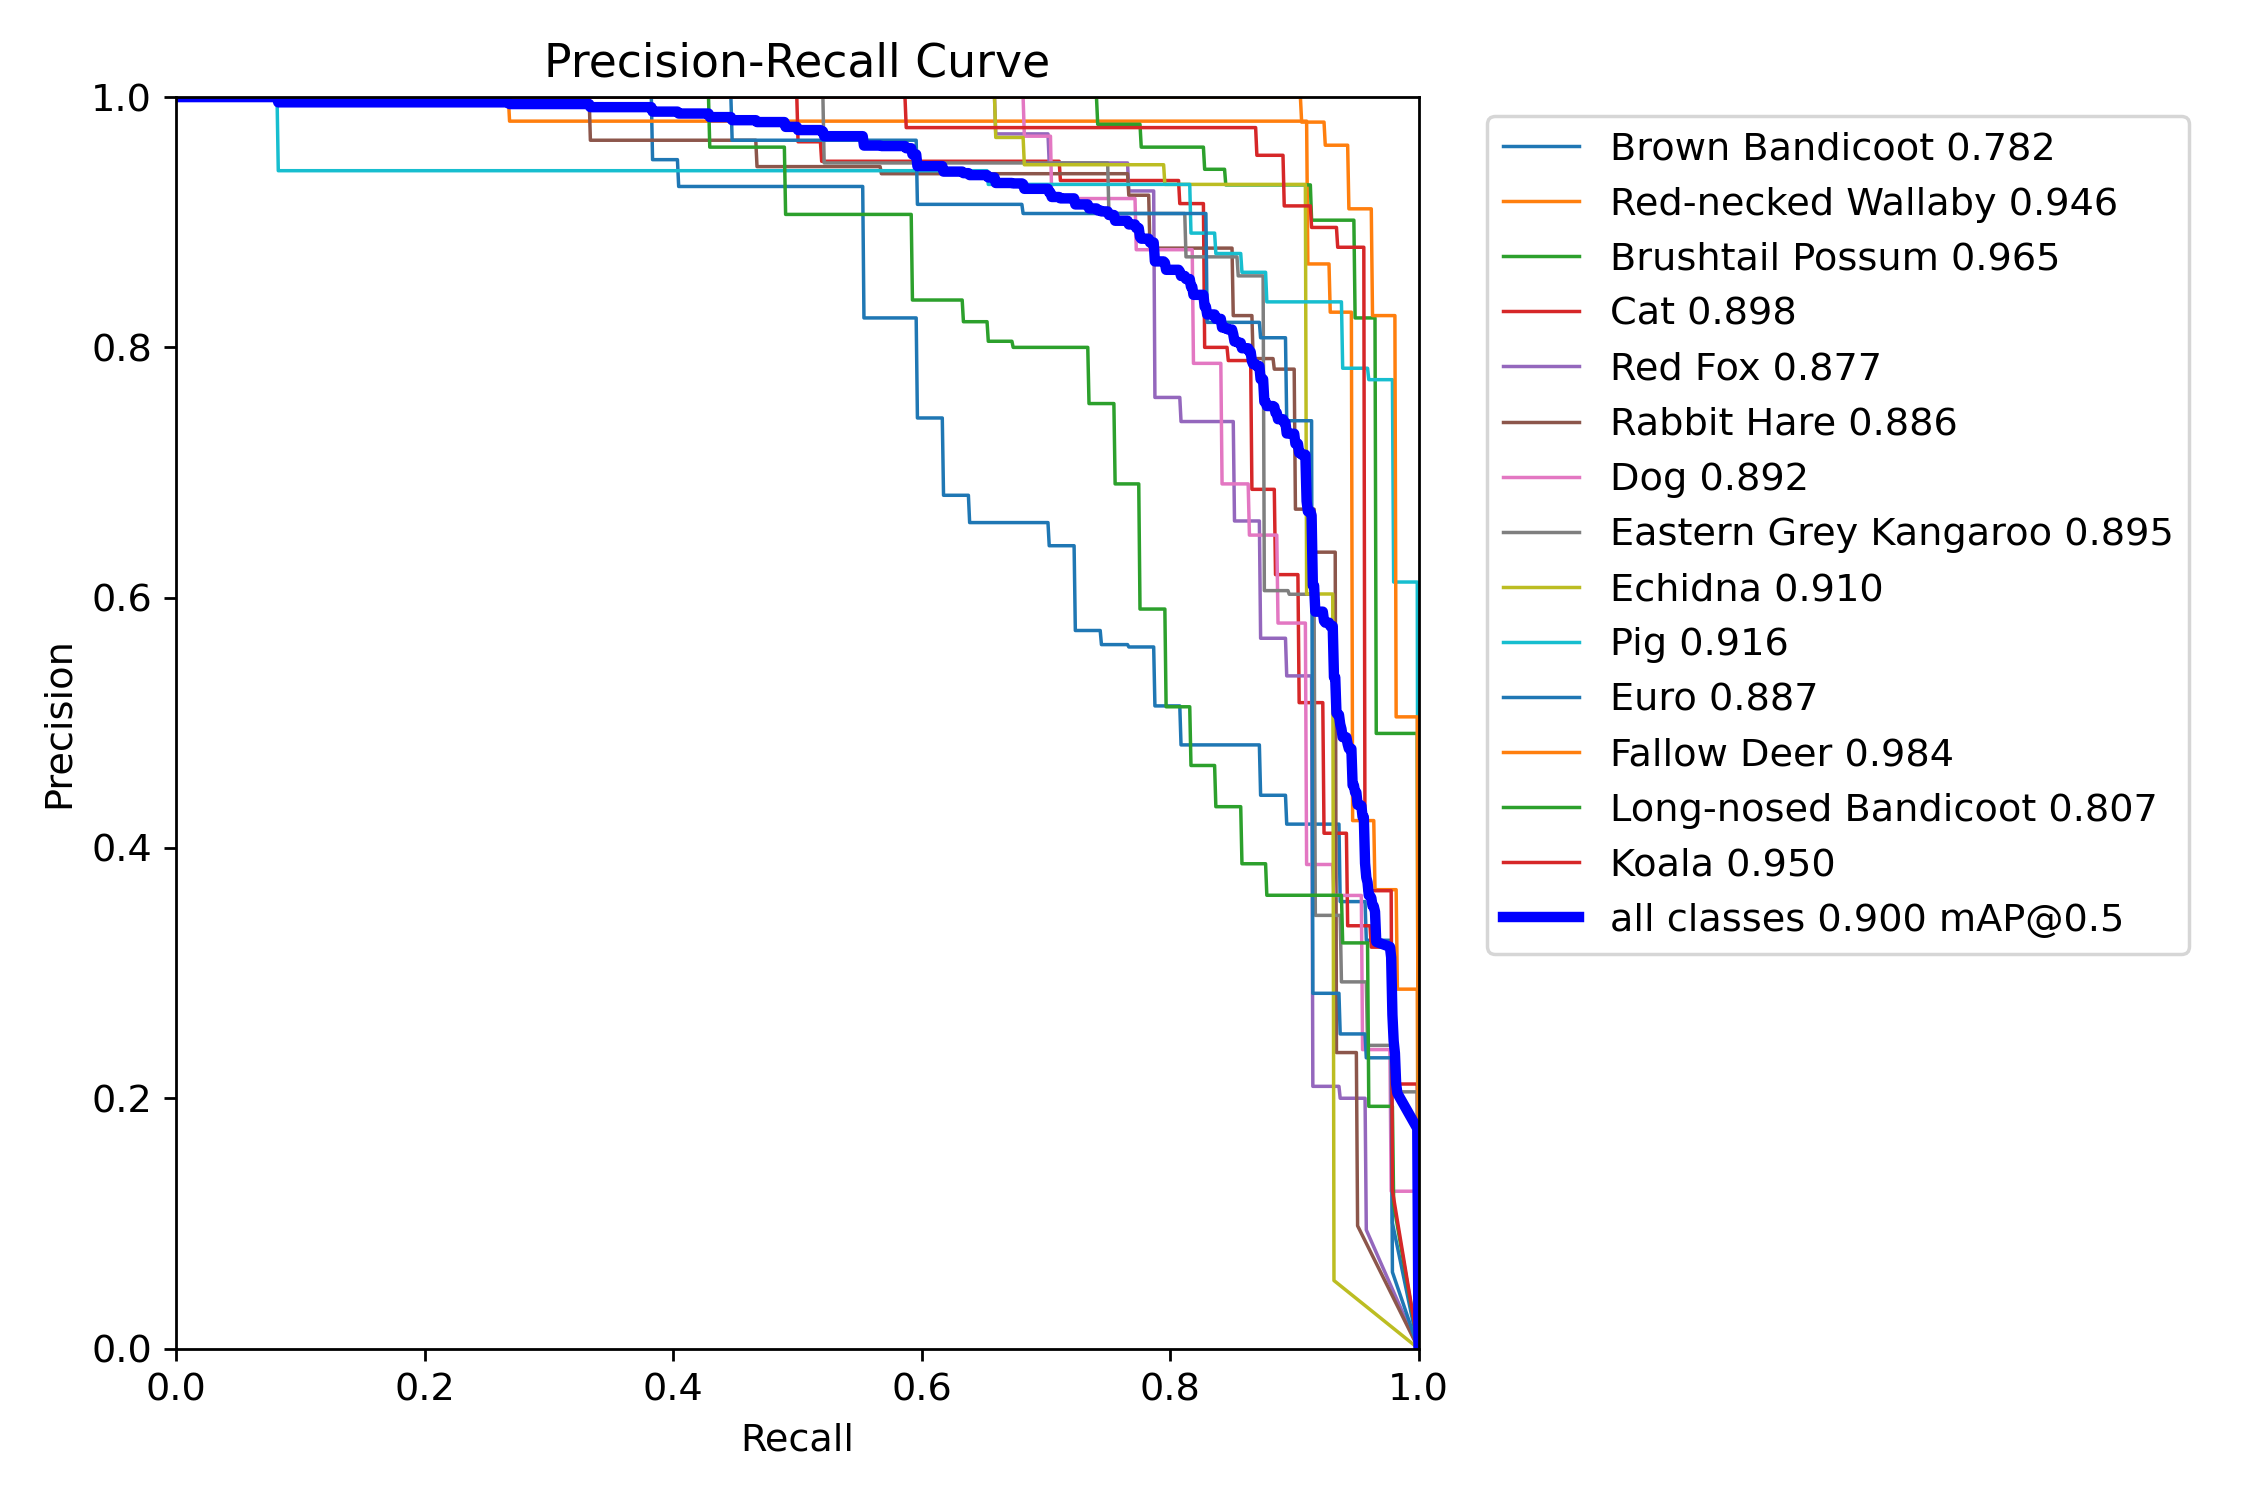 Precision-Recall Curve
1.0
0.8
0.6
0.4
0.2
0.0
Precision
0.0 0.2 0.4 0.6 0.8 1.0
Recall
Brown Bandicoot 0.782
Red-necked Wallaby 0.946
Brushtail Possum 0.965
Cat 0.898
Red Fox 0.877
Rabbit Hare 0.886
Dog 0.892
Eastern Grey Kangaroo 0.895
Echidna 0.910
Pig 0.916
Euro 0.887
Fallow Deer 0.984
Long-nosed Bandicoot 0.807
Koala 0.950
all classes 0.900 mAP@0.5